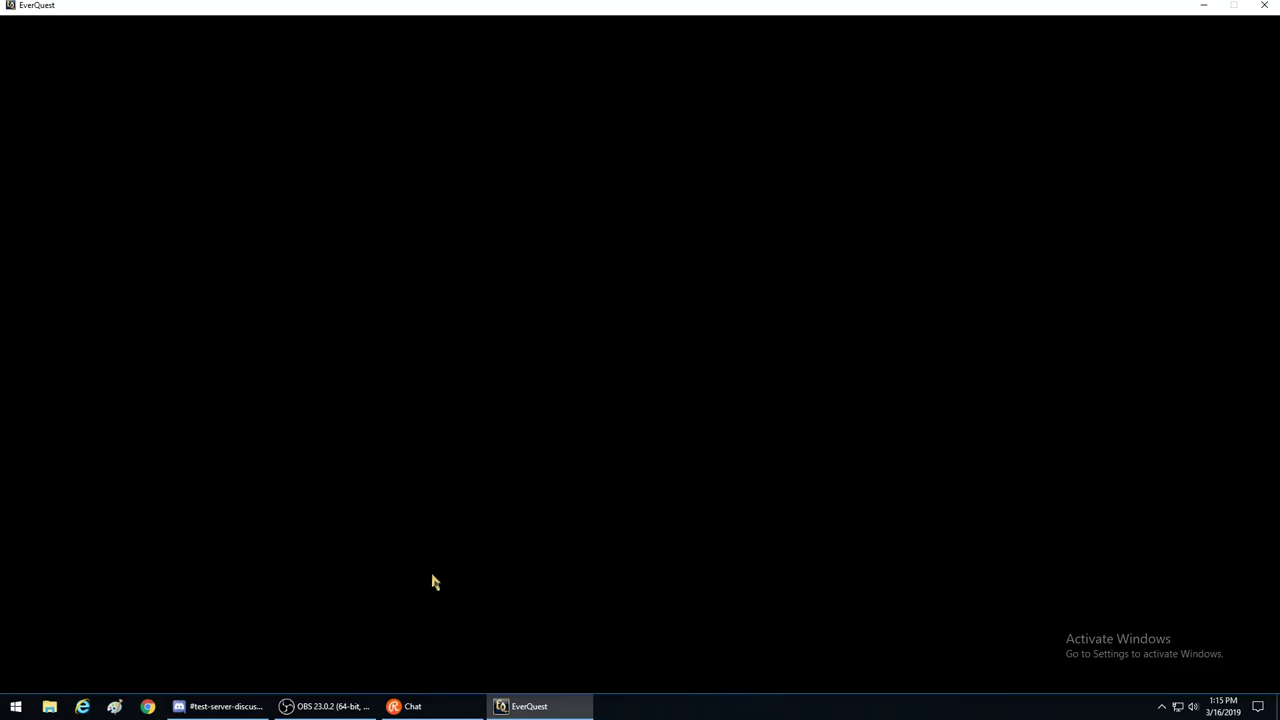 EverQuest
Activate Windows
Go to Settings to activate Windows.
#test-server-discus...
OBS 23.0.2 (64-bit, ...
Chat
EverQuest
1:15 PM
3/16/2019